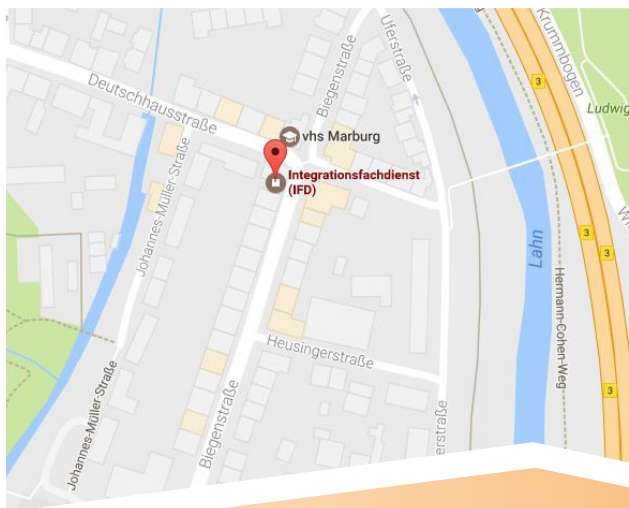 Deutschhausstraße
Biegenstraße
Uferstraße
Krummbogen
3
Ludwig
vhs Marburg
Integrationsfachdienst
(IFD)
Johannes-Müller-Straße
Lahn
3
3
Hermann-Cohen-Weg
Heusingerstraße
3
Johannes-Müller-Straße
Biegenstraße
erstraße